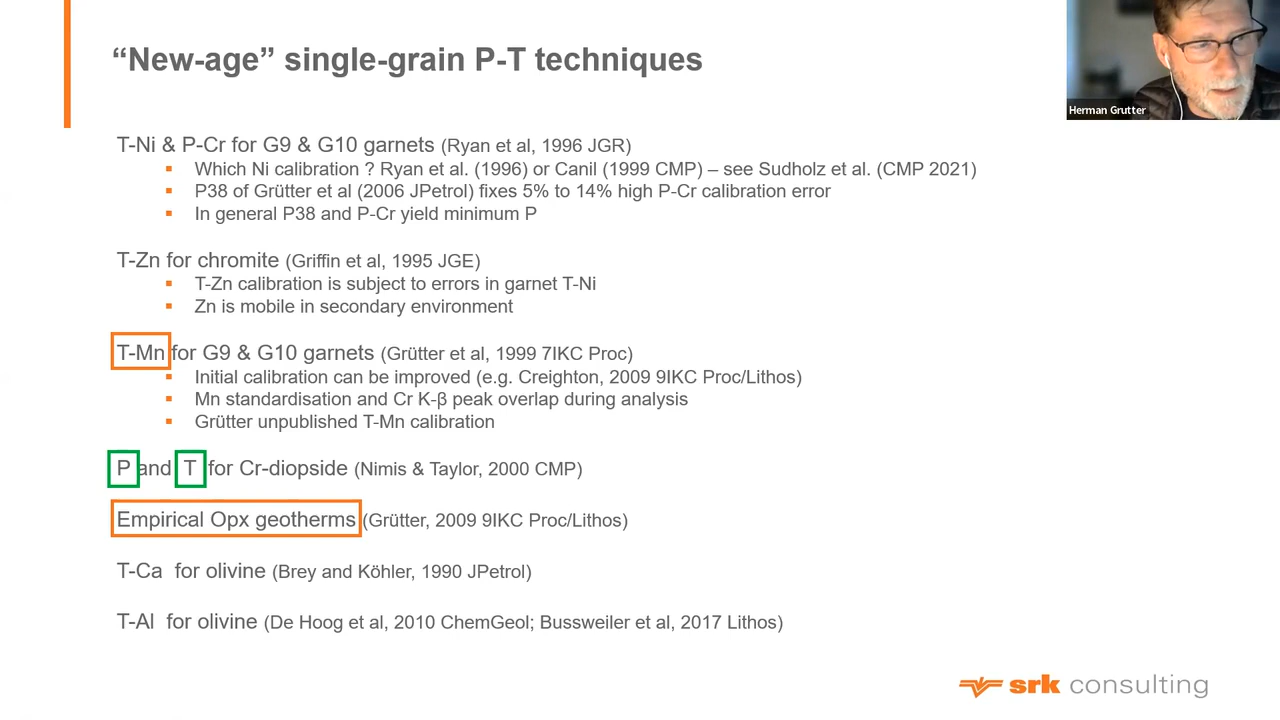 “New-age” single-grain P-T techniques
Herman Grutter
T-Ni & P-Cr for G9 & G10 garnets (Ryan et al, 1996 JGR)
▪ Which Ni calibration ? Ryan et al. (1996) or Canil (1999 CMP) – see Sudholz et al. (CMP 2021)
▪ P38 of Grütter et al (2006 JPetrol) fixes 5% to 14% high P-Cr calibration error
▪ In general P38 and P-Cr yield minimum P
T-Zn for chromite (Griffin et al, 1995 JGE)
▪ T-Zn calibration is subject to errors in garnet T-Ni
▪ Zn is mobile in secondary environment
T-Mn for G9 & G10 garnets (Grütter et al, 1999 7IKC Proc)
▪ Initial calibration can be improved (e.g. Creighton, 2009 9IKC Proc/Lithos)
▪ Mn standardisation and Cr K-β peak overlap during analysis
▪ Grütter unpublished T-Mn calibration
P and T for Cr-diopside (Nimis & Taylor, 2000 CMP)
Empirical Opx geotherms (Grütter, 2009 9IKC Proc/Lithos)
T-Ca for olivine (Brey and Köhler, 1990 JPetrol)
T-Al for olivine (De Hoog et al, 2010 ChemGeol; Bussweiler et al, 2017 Lithos)
srk consulting